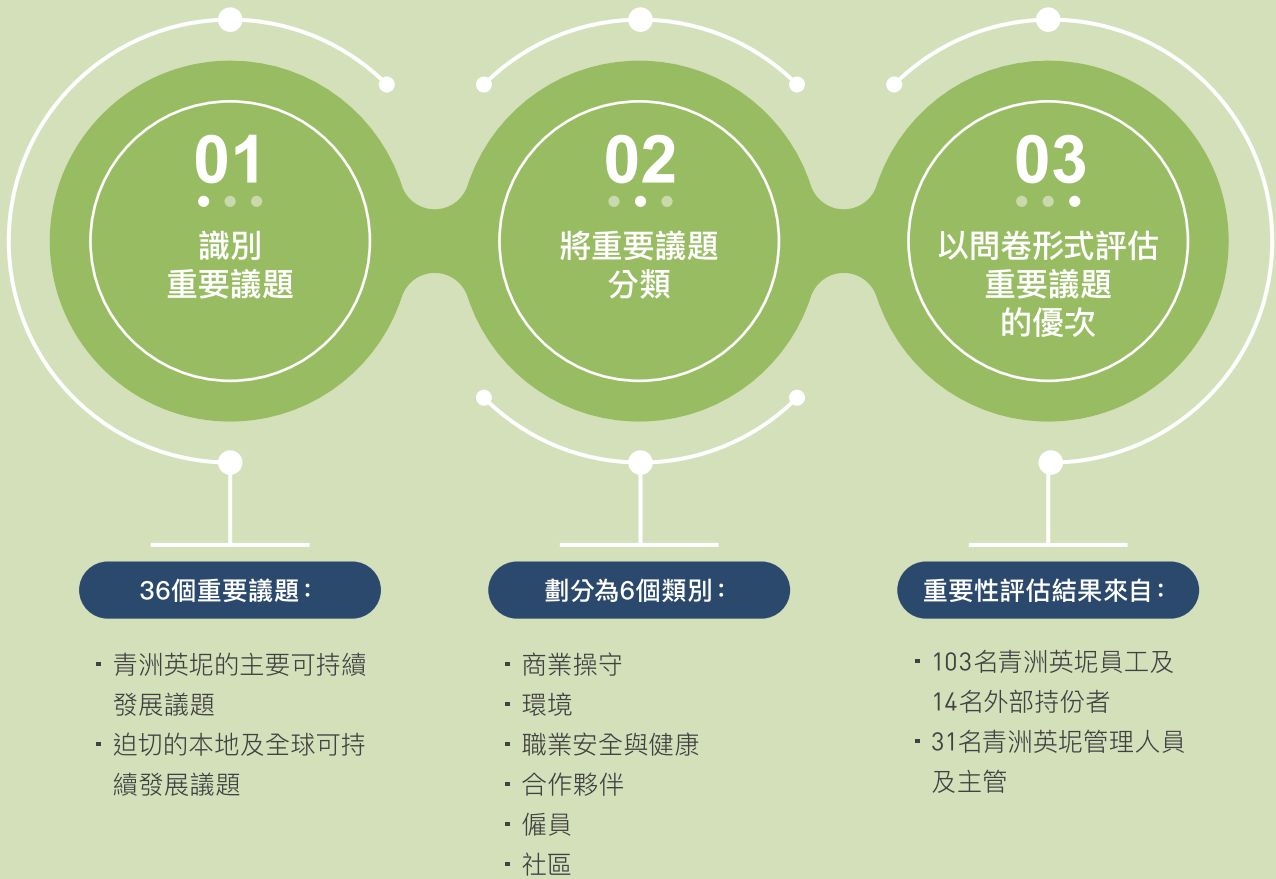 01
識別
重要議題
36個重要議題：
▪ 青洲英坭的主要可持續
發展議題
▪ 迫切的本地及全球可持
續發展議題
02
將重要議題
分類
劃分為6個類別：
▪ 商業操守
▪ 環境
▪ 職業安全與健康
▪ 合作夥伴
▪ 僱員
▪ 社區
03
以問卷形式評估
重要議題
的優次
重要性評估結果來自：
▪ 103名青洲英坭員工及
14名外部持份者
▪ 31名青洲英坭管理人員
及主管